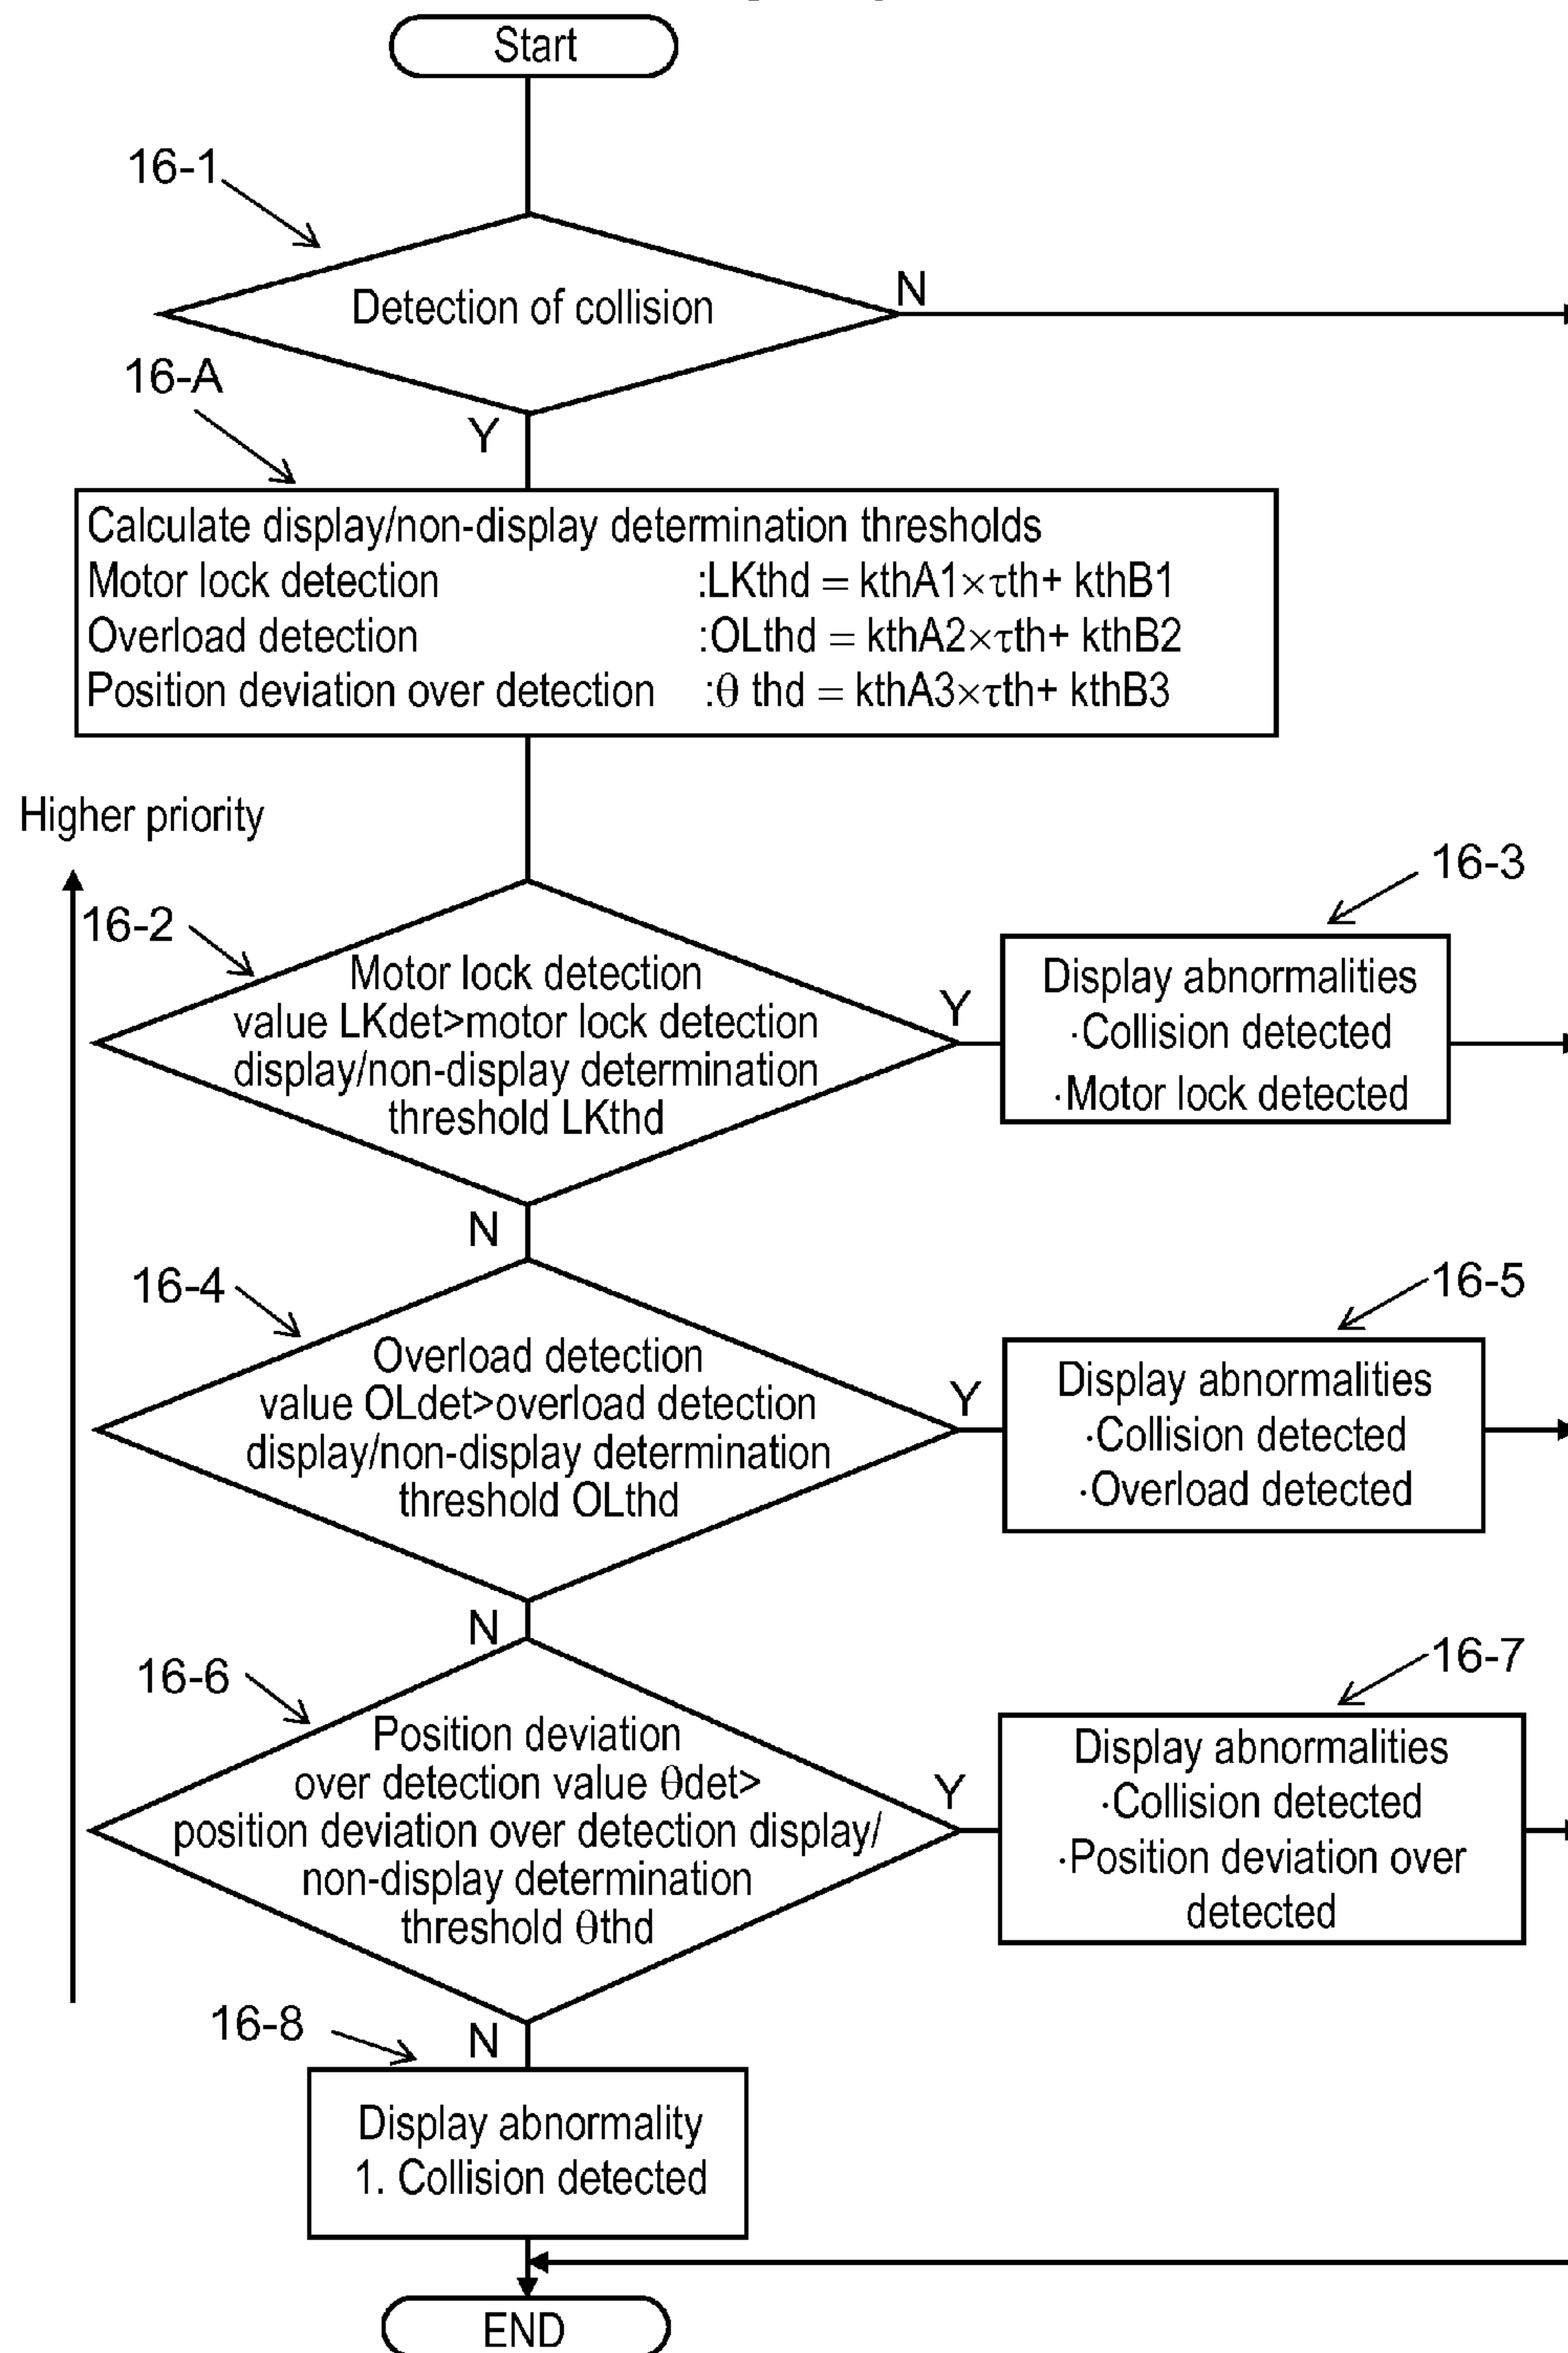 Start
16-1
Detection of collision
N
16-A
Y
Calculate display/non-display determination thresholds
Motor lock detection :LKthd = kthA1×τth+ kthB1
Overload detection :OLthd = kthA2×τth+ kthB2
Position deviation over detection :θ thd = kthA3×τth+ kthB3
Higher priority
16-2
Motor lock detection
value LKdet>motor lock detection
display/non-display determination
threshold LKthd
Y
16-3
Display abnormalities
·Collision detected
·Motor lock detected
N
16-4
Overload detection
value OLdet>overload detection
display/non-display determination
threshold OLthd
Y
16-5
Display abnormalities
·Collision detected
·Overload detected
N
16-6
Position deviation
over detection value θdet>
position deviation over detection display/
non-display determination
threshold θthd
Y
16-7
Display abnormalities
·Collision detected
·Position deviation over
detected
16-8
N
Display abnormality
1. Collision detected
END